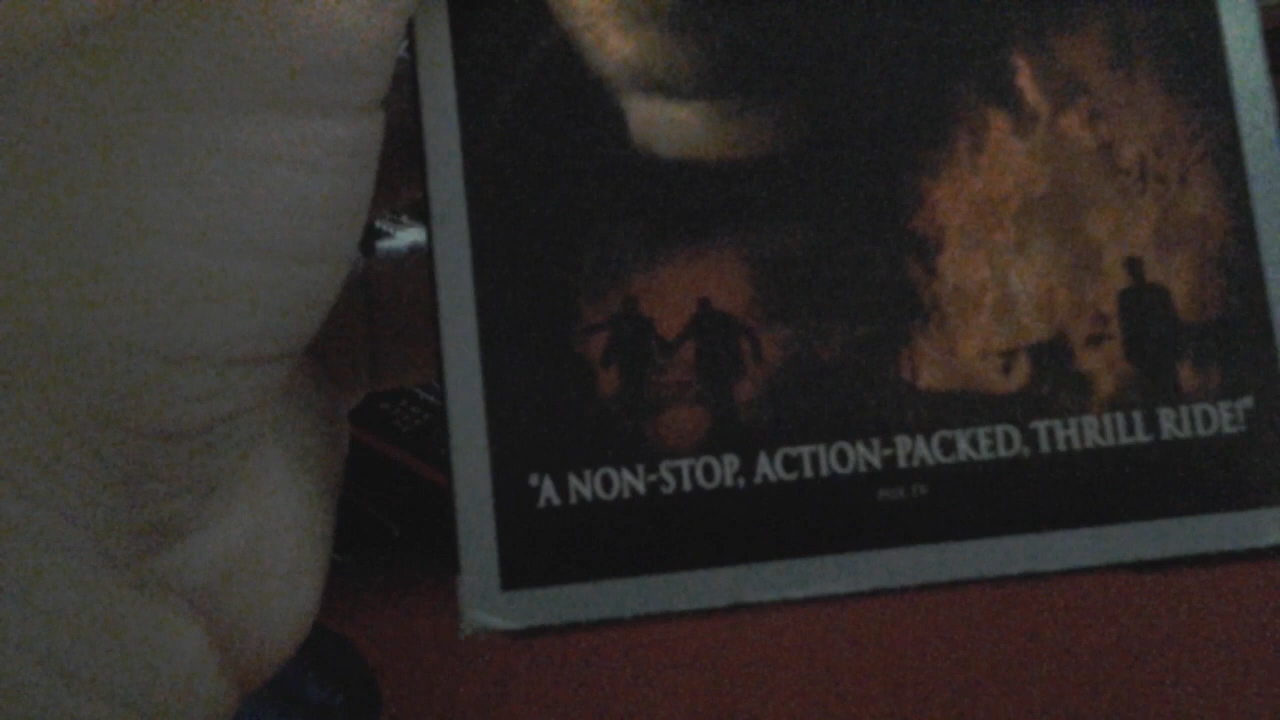 "A NON-STOP, ACTION-PACKED, THRILL RIDE!"